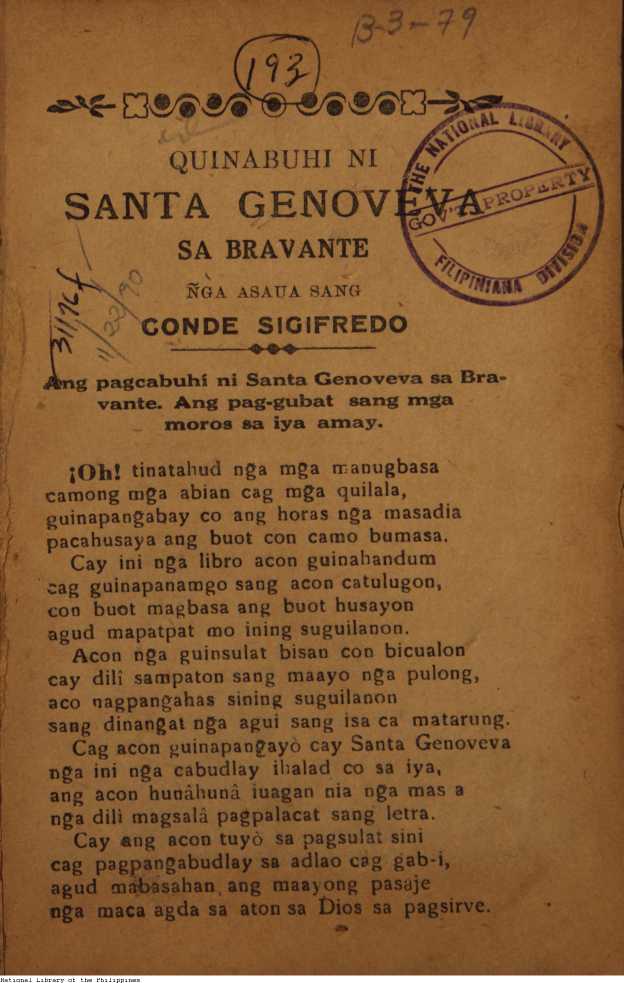 B-3-79
193
QUINABUHI NI
SANTA GENOVEVA
SA BRAVANTE
ÑGA ASAUA SANG
CONDE SIGIFREDO
THE NATIONAL LIBRARY
GOV'T PROPERTY
FILIPINIANA DIVISION
11/22/90
Ang pagcabuhí ni Santa Genoveva sa Bra-
vante. Ang pag-gubat sang mga
moros sa iya amay.
¡Oh! tinatahud nga mga manugbasa
camong mga abian cag mga quilala,
guinapangabay co ang horas nga masadia
pacahusaya ang buot con camo bumasa.
Cay ini nga libro acon guinahandum
cag guinapanamgo sang acon catulugon,
con buot magbasa ang buot husayon
agud mapatpat mo ining suguilanon.
Acon nga guinsulat bisan con bicualon
cay dilî sampaton sang maayo nga pulong,
aco nagpangahas sining suguilanon
sang dinangat nga agui sang isa ca matarung.
Cag acon guinapangayò cay Santa Genoveva
nga ini nga cabudlay ihalad co sa iya,
ang acon hunâhunâ iuagan nia nga mas a
nga dilì magsalâ pagpalacat sang letra.
Cay ang acon tuyò sa pagsulat sini
cag pagpangabudlay sa adlao cag gab-i,
agud mabasahan ang maayong pasaje
nga maca agda sa aton sa Dios sa pagsirve.
National Library of the Philippines